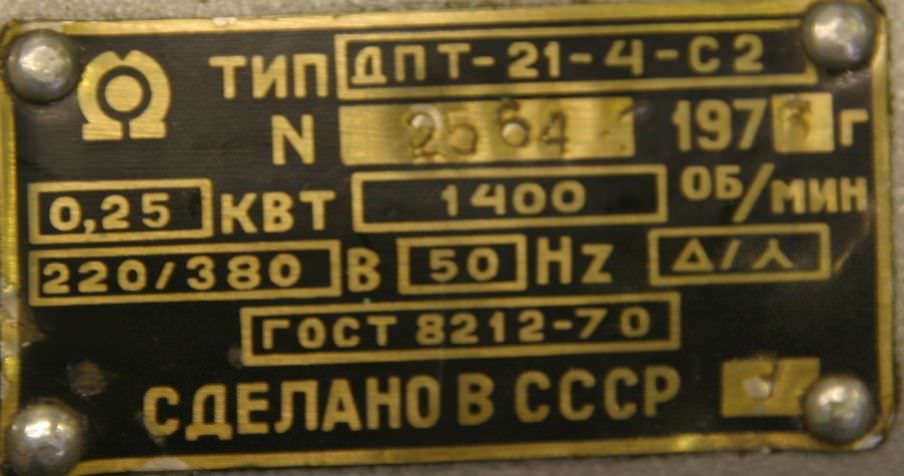 ТИП ДПТ-21-4-С2
N 2564 197 г
0,25 КВТ 1400 ОБ/МИН
220/380 В 50 Hz Δ/⅄
ГОСТ 8212-70
СДЕЛАНО В СССР